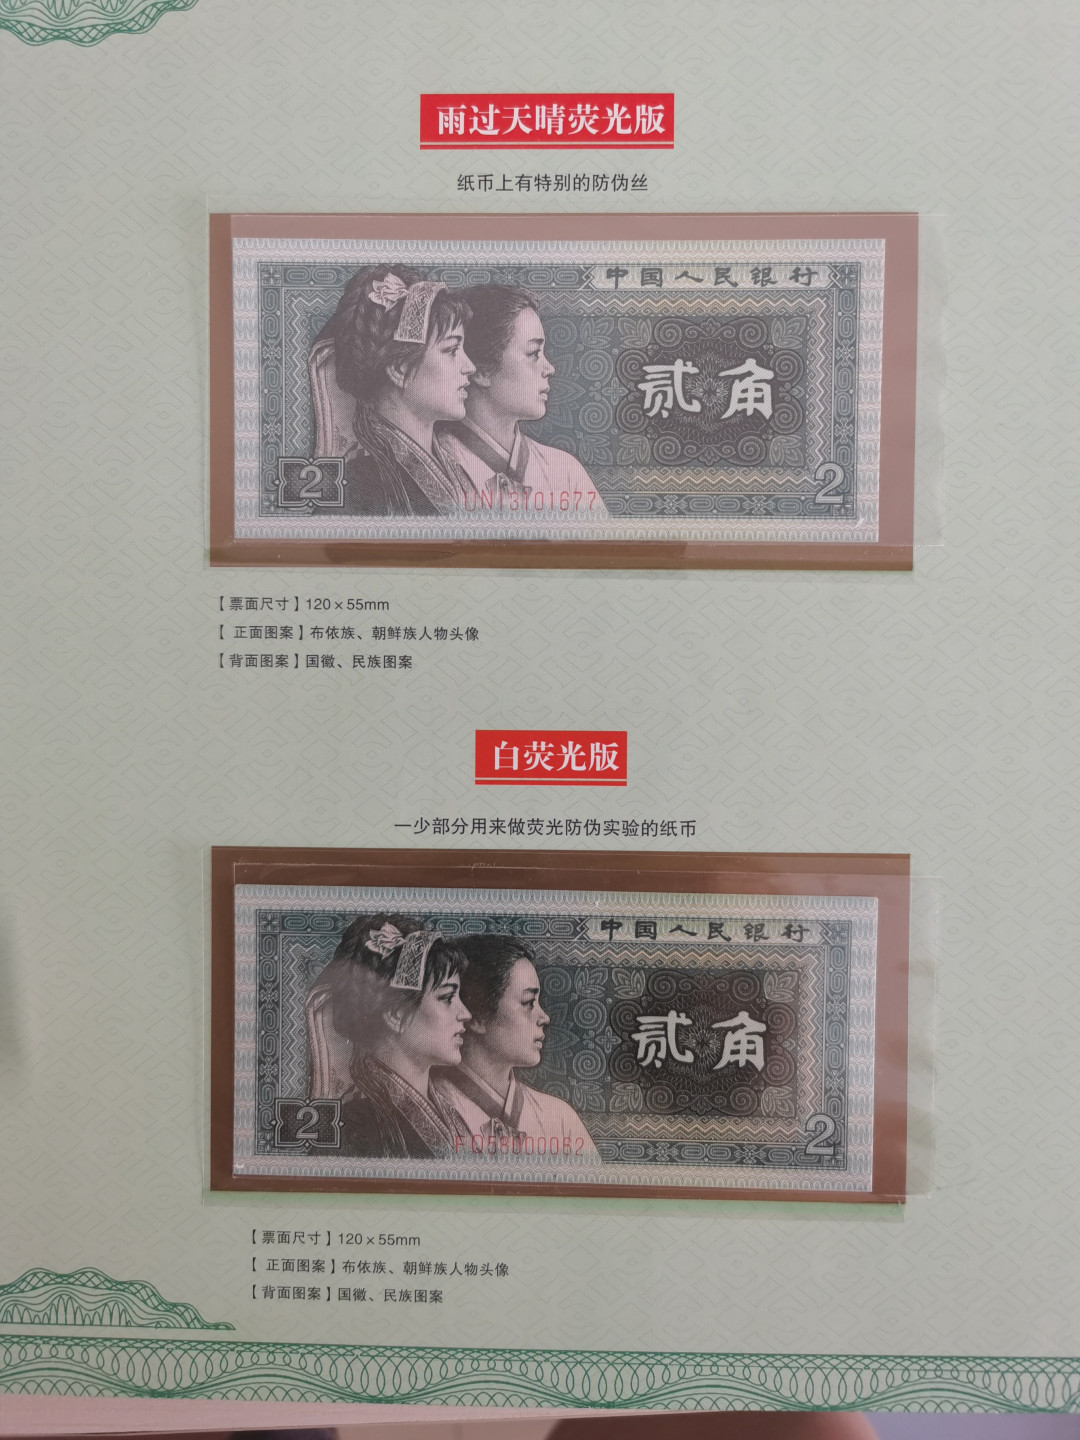 雨过天晴荧光版
纸币上有特别的防伪丝
中国人民银行
贰角
2
UN13101677
2
【票面尺寸】120×55mm
【 正面图案】布依族、朝鲜族人物头像
【背面图案】国徽、民族图案
白荧光版
一少部分用来做荧光防伪实验的纸币
中国人民银行
贰角
2
FQ58000062
2
【票面尺寸】120×55mm
【 正面图案】布依族、朝鲜族人物头像
【背面图案】国徽、民族图案